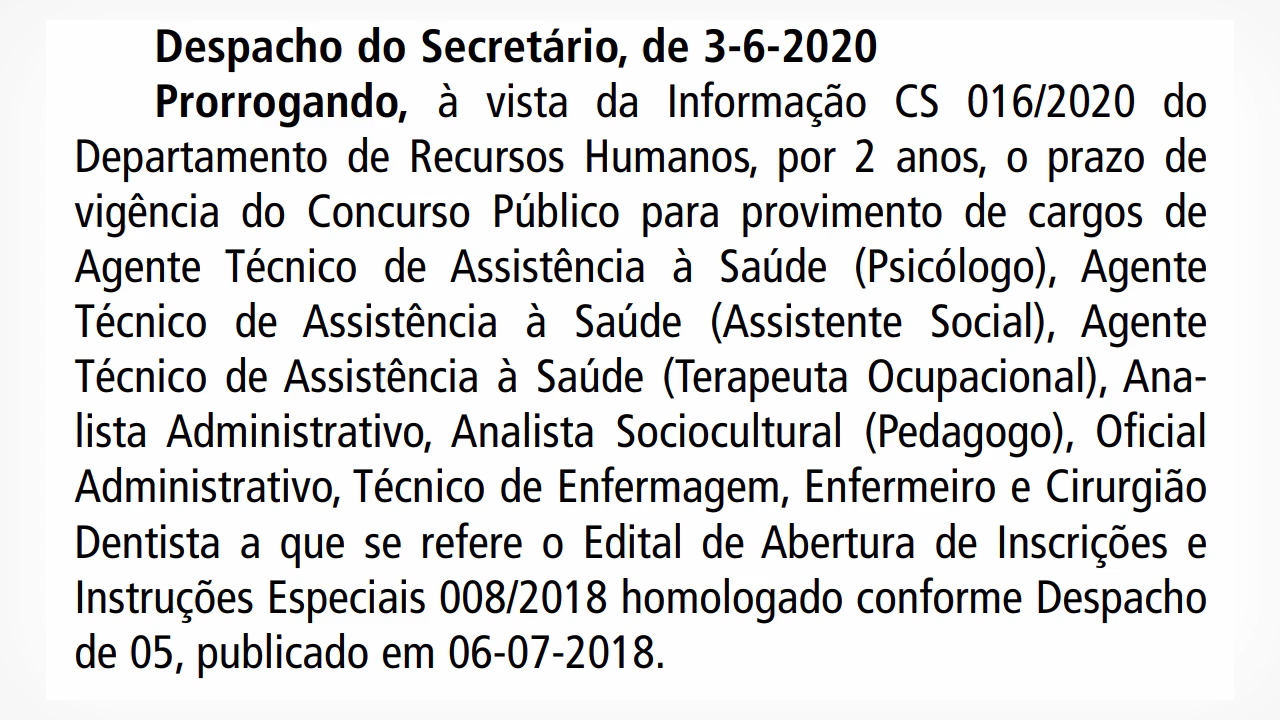 Despacho do Secretário, de 3-6-2020
Prorrogando, à vista da Informação CS 016/2020 do
Departamento de Recursos Humanos, por 2 anos, o prazo de
vigência do Concurso Público para provimento de cargos de
Agente Técnico de Assistência à Saúde (Psicólogo), Agente
Técnico de Assistência à Saúde (Assistente Social), Agente
Técnico de Assistência à Saúde (Terapeuta Ocupacional), Ana-
lista Administrativo, Analista Sociocultural (Pedagogo), Oficial
Administrativo, Técnico de Enfermagem, Enfermeiro e Cirurgião
Dentista a que se refere o Edital de Abertura de Inscrições e
Instruções Especiais 008/2018 homologado conforme Despacho
de 05, publicado em 06-07-2018.